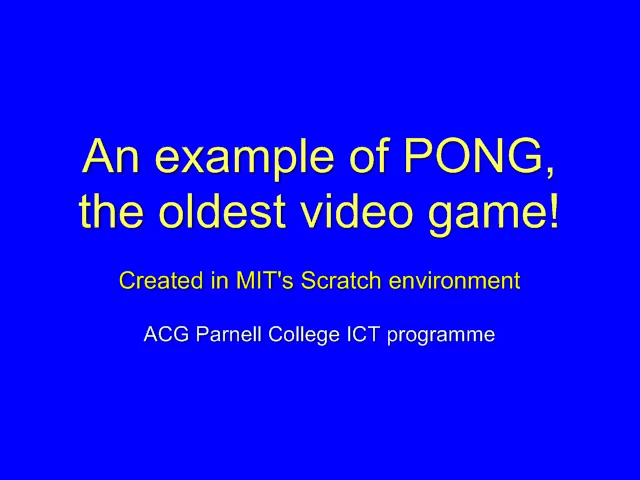 An example of PONG,
the oldest video game!
Created in MIT's Scratch environment
ACG Parnell College ICT programme